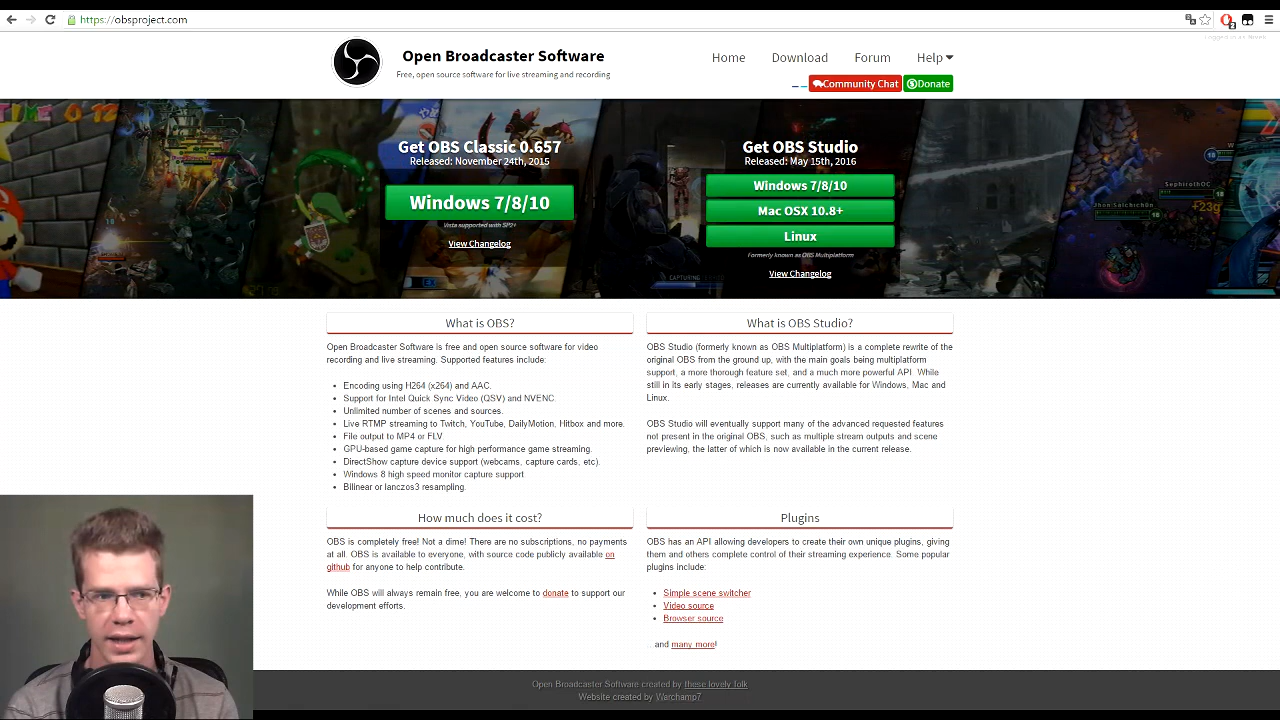 https://obsproject.com
Open Broadcaster Software
Free, open source software for live streaming and recording
Home
Download
Forum
Help
Community Chat
Donate
Get OBS Classic 0.657
Released: November 24th, 2015
Windows 7/8/10
Vista supported with SP2+
View Changelog
Get OBS Studio
Released: May 15th, 2016
Windows 7/8/10
Mac OSX 10.8+
Linux
Formerly known as OBS Multiplatform
View Changelog
SephirothDC
+23g
18
CAPTURING
What is OBS?
Open Broadcaster Software is free and open source software for video
recording and live streaming. Supported features include:
Encoding using H264 (x264) and AAC.
Support for Intel Quick Sync Video (QSV) and NVENC
Unlimited number of scenes and sources.
Live RTMP streaming to Twitch, YouTube, DailyMotion, Hitbox and more.
File output to MP4 or FLV
GPU-based game capture for high performance game streaming.
DirectShow capture device support (webcams, capture cards, etc).
Windows 8 high speed monitor capture support
Bilinear or lanczos3 resampling.
What is OBS Studio?
OBS Studio (formerly known as OBS Multiplatform) is a complete rewrite of the
original OBS from the ground up, with the main goals being multiplatform
support, a more thorough feature set, and a much more powerful API. While
still in its early stages, releases are currently available for Windows, Mac and
Linux.
OBS Studio will eventually support many of the advanced requested features
not present in the original OBS, such as multiple stream outputs and scene
previewing, the latter of which is now available in the current release.
How much does it cost?
OBS is completely free! Not a dime! There are no subscriptions, no payments
at all. OBS is available to everyone, with source code publicly available on
github for anyone to help contribute.
While OBS will always remain free, you are welcome to donate to support our
development efforts.
Plugins
OBS has an API allowing developers to create their own unique plugins, giving
them and others complete control of their streaming experience. Some popular
plugins include:
Simple scene switcher
Video source
Browser source
...and many more!
Open Broadcaster Software created by these lovely folk
Website created by Warchamp7